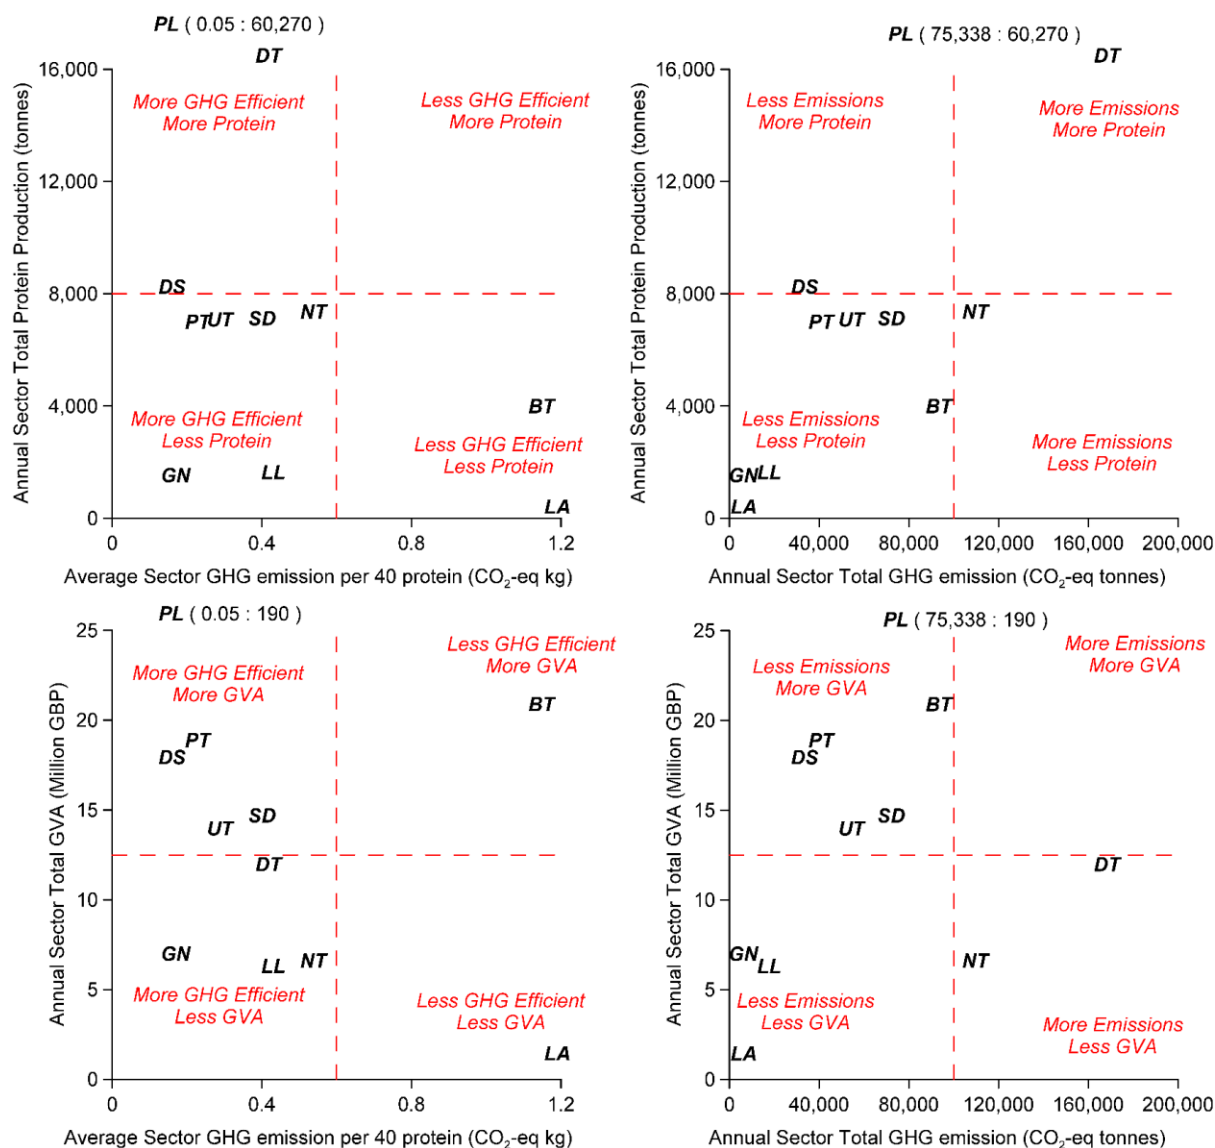 PL ( 0.05 : 60,270 )
DT
16,000
More GHG Efficient
More Protein
Less GHG Efficient
More Protein
12,000
DS
8,000
PT UT SD NT
4,000
BT
More GHG Efficient
Less Protein
Less GHG Efficient
Less Protein
GN LL
LA
0
0 0.4 0.8 1.2
Annual Sector Total Protein Production (tonnes)
Average Sector GHG emission per 40 protein (CO₂-eq kg)
PL ( 75,338 : 60,270 )
DT
16,000
Less Emissions
More Protein
More Emissions
More Protein
12,000
DS
8,000
PT UT SD NT
4,000
BT
Less Emissions
Less Protein
More Emissions
Less Protein
GN LL
LA
0
0 40,000 80,000 120,000 160,000 200,000
Annual Sector Total Protein Production (tonnes)
Annual Sector Total GHG emission (CO₂-eq tonnes)
PL ( 0.05 : 190 )
25
Less GHG Efficient
More GVA
More GHG Efficient
More GVA
BT
20
PT
DS
15
SD
UT
DT
10
GN LL NT
5
More GHG Efficient
Less GVA
Less GHG Efficient
Less GVA
LA
0
0 0.4 0.8 1.2
Annual Sector Total GVA (Million GBP)
Average Sector GHG emission per 40 protein (CO₂-eq kg)
PL ( 75,338 : 190 )
25
More Emissions
More GVA
Less Emissions
More GVA
BT
20
PT
DS
15
SD
UT
DT
10
GN LL NT
5
Less Emissions
Less GVA
More Emissions
Less GVA
LA
0
0 40,000 80,000 120,000 160,000 200,000
Annual Sector Total GVA (Million GBP)
Annual Sector Total GHG emission (CO₂-eq tonnes)